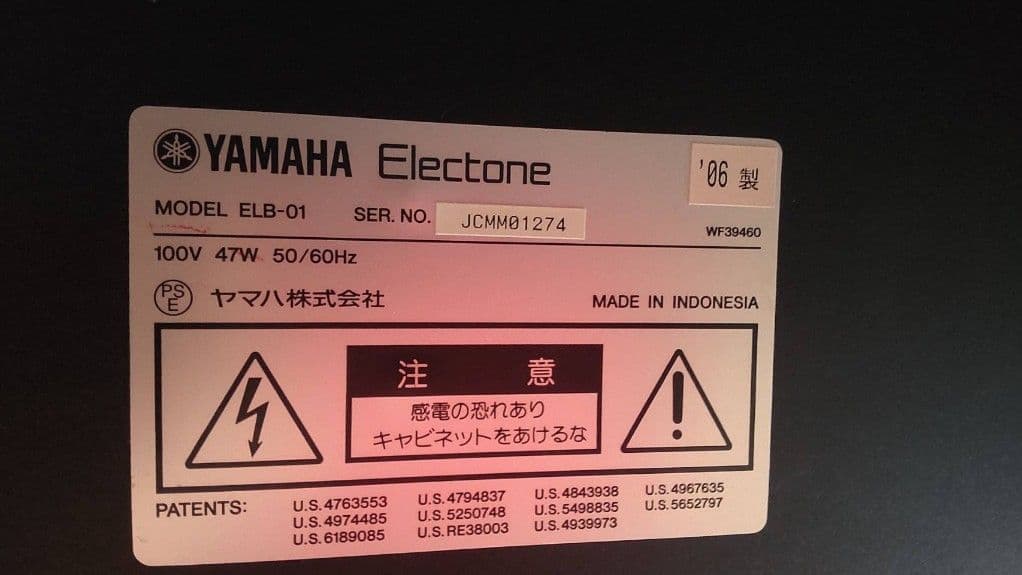 YAMAHA Electone
'06 製
MODEL ELB-01 SER. NO. JCMM01274
WF39460
100V 47W 50/60Hz
PSE ヤマハ株式会社
MADE IN INDONESIA
注意
感電の恐れあり
キャビネットをあけるな
PATENTS: U.S.4763553 U.S.4794837 U.S.4843938 U.S.4967635
U.S.4974485 U.S.5250748 U.S.5498835 U.S.5652797
U.S.6189085 U.S.RE38003 U.S.4939973